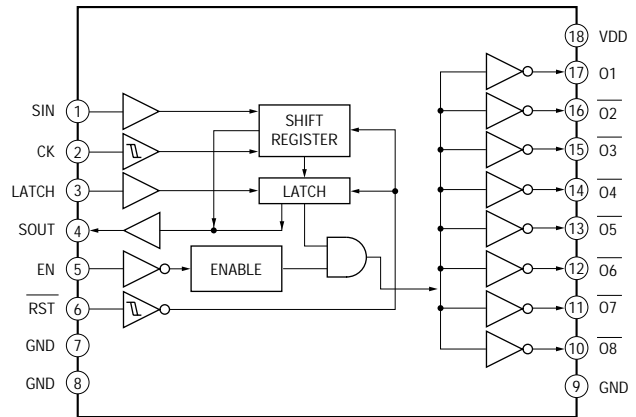 18 VDD
17 O1
SIN 1
SHIFT
REGISTER
16 O2
CK 2
15 O3
LATCH 3
LATCH
14 O4
SOUT 4
13 O5
EN 5
ENABLE
12 O6
RST 6
11 O7
GND 7
10 O8
GND 8
9 GND